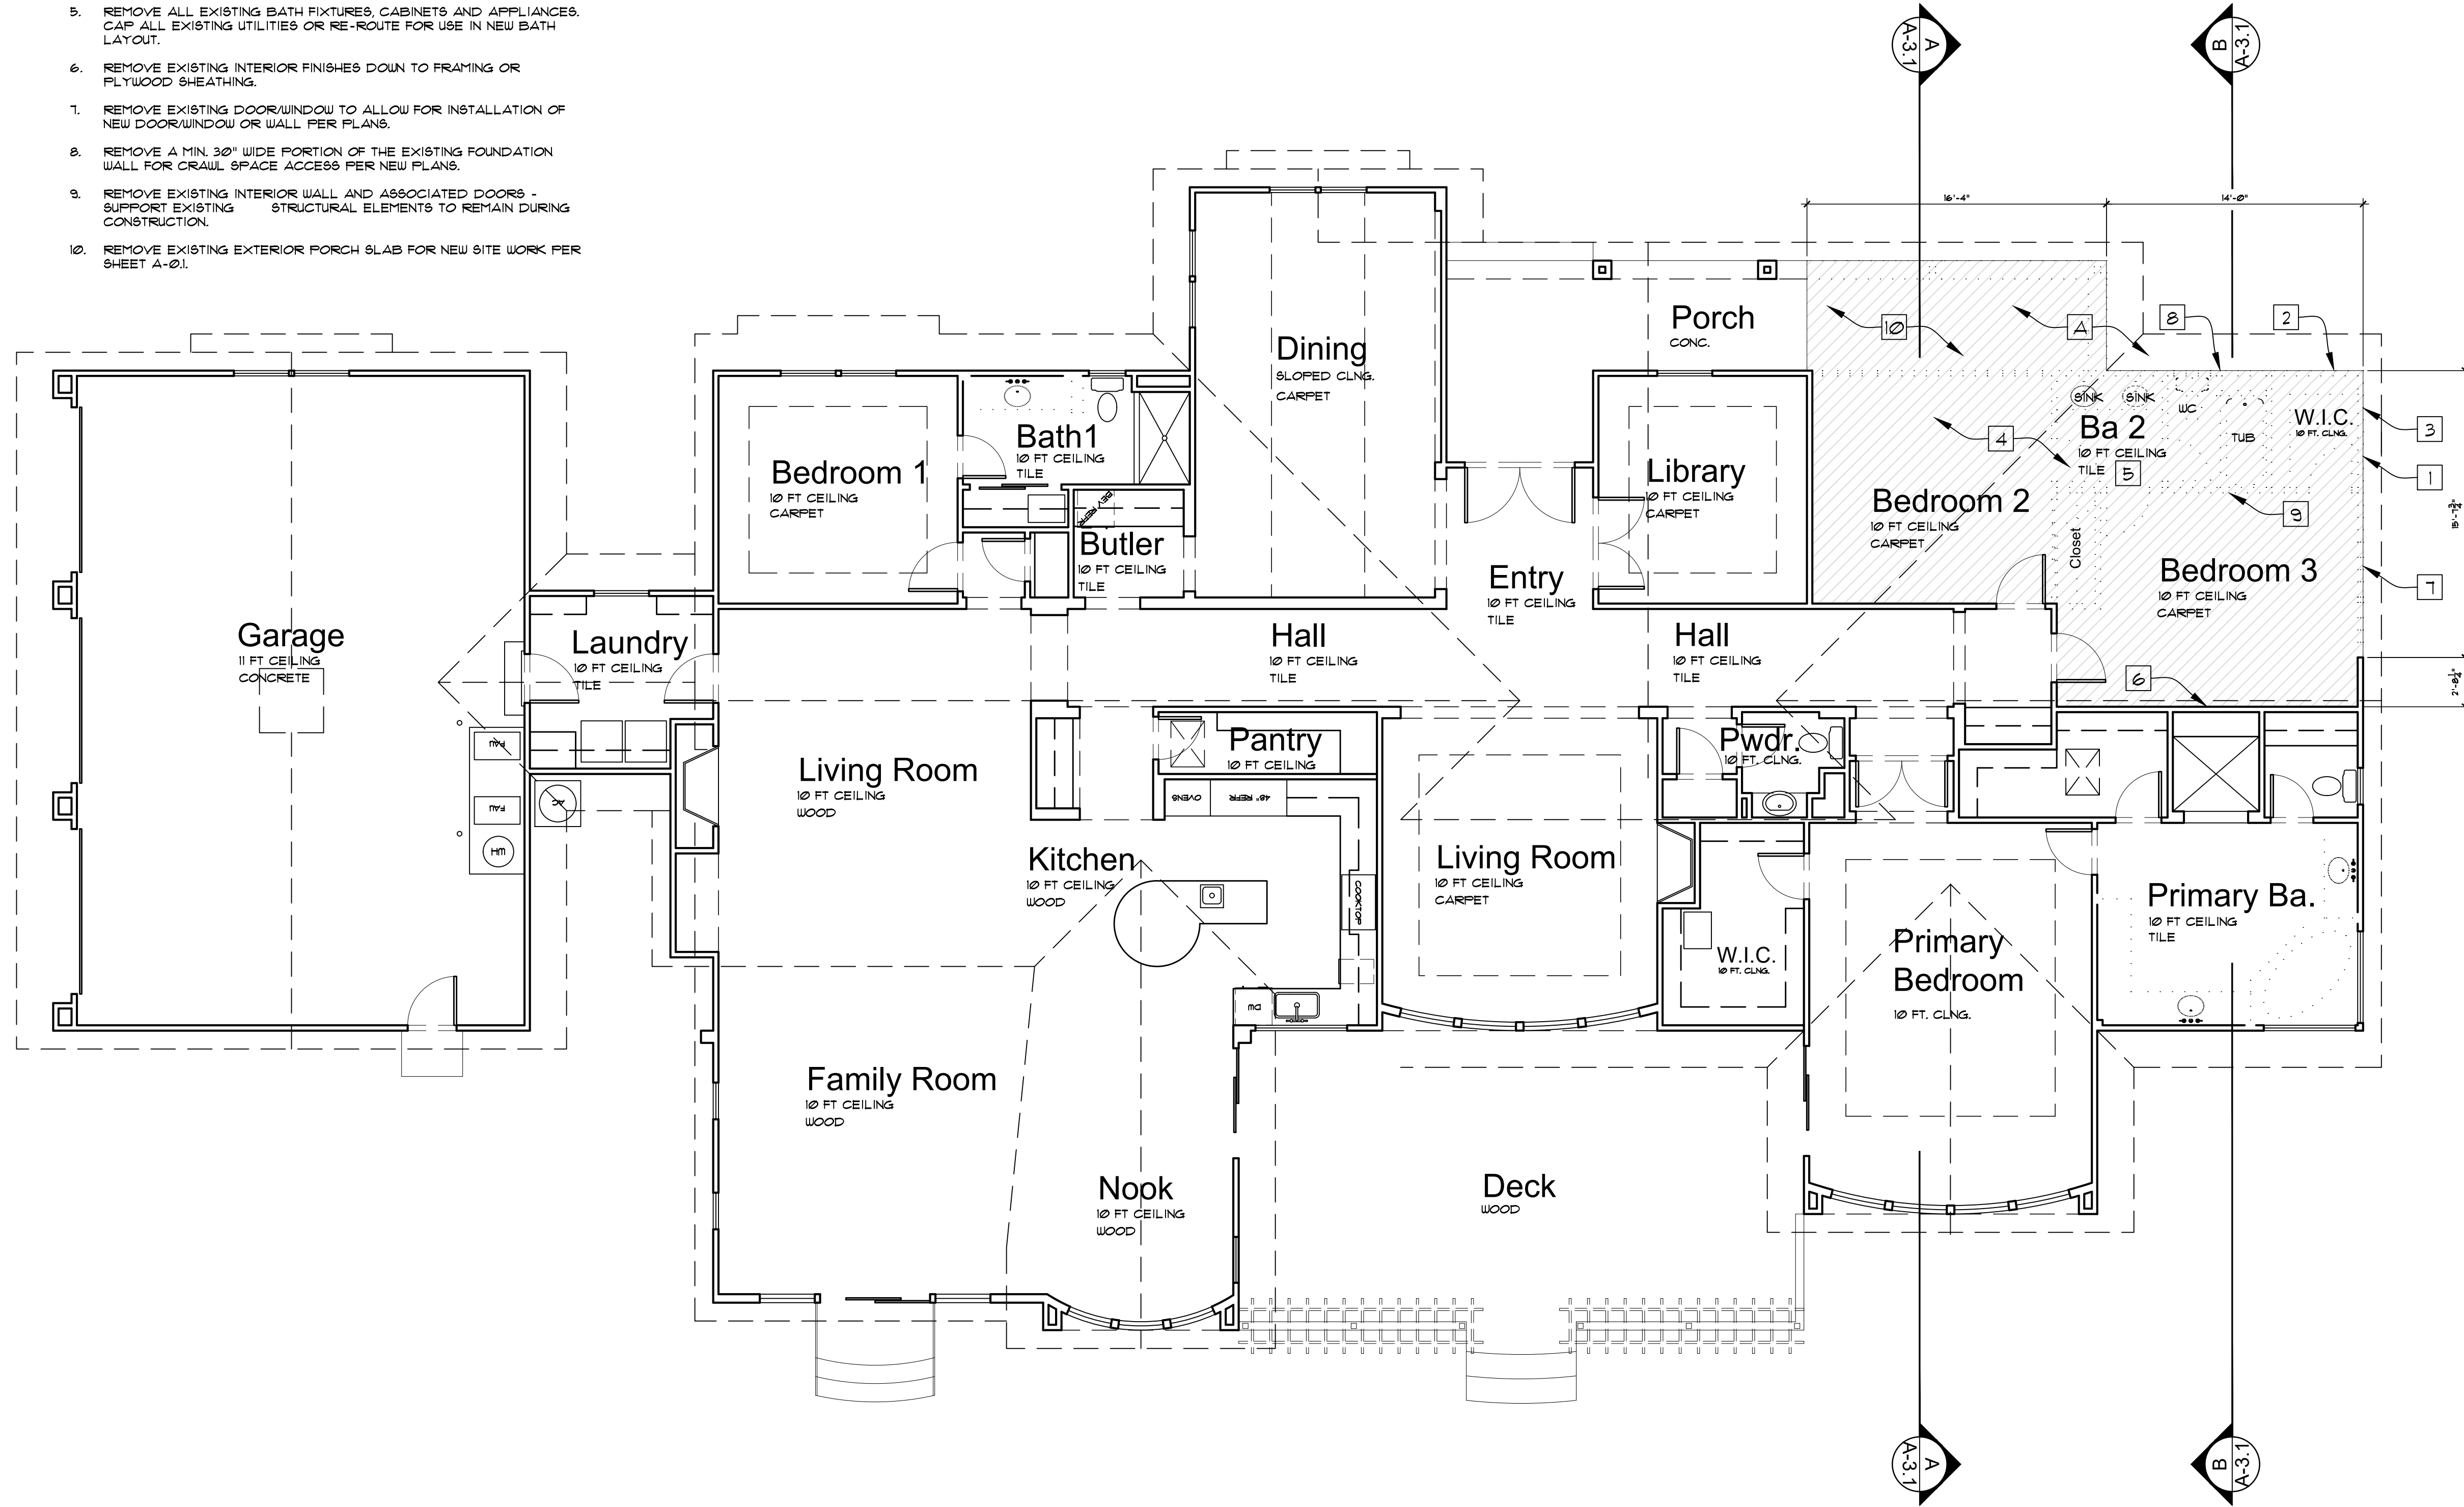 5. REMOVE ALL EXISTING BATH FIXTURES, CABINETS AND APPLIANCES.
CAP ALL EXISTING UTILITIES OR RE-ROUTE FOR USE IN NEW BATH
LAYOUT.
6. REMOVE EXISTING INTERIOR FINISHES DOWN TO FRAMING OR
PLYWOOD SHEATHING.
7. REMOVE EXISTING DOOR/WINDOW TO ALLOW FOR INSTALLATION OF
NEW DOOR/WINDOW OR WALL PER PLANS.
8. REMOVE A MIN. 30" WIDE PORTION OF THE EXISTING FOUNDATION
WALL FOR CRAWL SPACE ACCESS PER NEW PLANS.
9. REMOVE EXISTING INTERIOR WALL AND ASSOCIATED DOORS -
SUPPORT EXISTING STRUCTURAL ELEMENTS TO REMAIN DURING
CONSTRUCTION.
10. REMOVE EXISTING EXTERIOR PORCH SLAB FOR NEW SITE WORK PER
SHEET A-0.1.
A
A-3.1
B
A-3.1
16'-4"
14'-0"
10
A
8
2
Porch
CONC.
Dining
SLOPED CLNG.
CARPET
SINK
SINK
WC
TUB
W.I.C.
10 FT. CLNG.
3
Ba 2
10 FT CEILING
TILE
5
4
1
9
7
15'-7 3/4"
2'-8 1/4"
Bedroom 1
10 FT CEILING
CARPET
Bath1
10 FT CEILING
TILE
BEV REFR
Butler
10 FT CEILING
TILE
Library
10 FT CEILING
CARPET
Bedroom 2
10 FT CEILING
CARPET
Closet
Bedroom 3
10 FT CEILING
CARPET
6
Entry
10 FT CEILING
TILE
Garage
11 FT CEILING
CONCRETE
Laundry
10 FT CEILING
TILE
Hall
10 FT CEILING
TILE
Hall
10 FT CEILING
TILE
FAU
FAU
WH
AC
Living Room
10 FT CEILING
WOOD
Pantry
10 FT CEILING
OVENS
48" REFR
Pwdr.
10 FT. CLNG.
Kitchen
10 FT CEILING
WOOD
COOKTOP
DW
Living Room
10 FT CEILING
CARPET
W.I.C.
10 FT. CLNG.
Primary
Bedroom
10 FT. CLNG.
Primary Ba.
10 FT CEILING
TILE
Family Room
10 FT CEILING
WOOD
Nook
10 FT CEILING
WOOD
Deck
WOOD
A
A-3.1
B
A-3.1